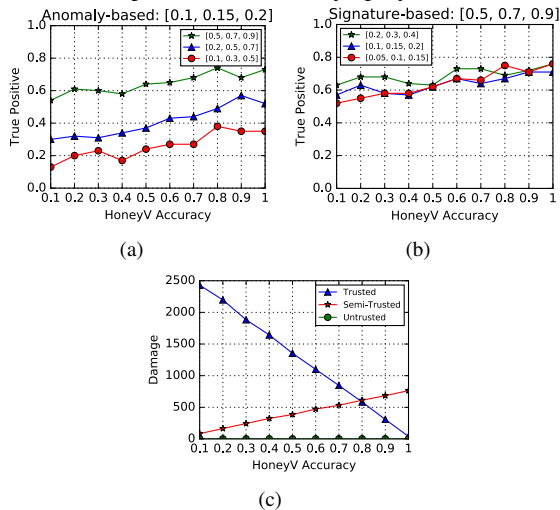 Anomaly-based: [0.1, 0.15, 0.2]
1.0
0.8
0.6
0.4
0.2
0.0
True Positive
[0.5, 0.7, 0.9]
[0.2, 0.5, 0.7]
[0.1, 0.3, 0.5]
0.1 0.2 0.3 0.4 0.5 0.6 0.7 0.8 0.9 1
HoneyV Accuracy
(a)
Signature-based: [0.5, 0.7, 0.9]
1.0
0.8
0.6
0.4
0.2
0.0
True Positive
[0.2, 0.3, 0.4]
[0.1, 0.15, 0.2]
[0.05, 0.1, 0.15]
0.1 0.2 0.3 0.4 0.5 0.6 0.7 0.8 0.9 1
HoneyV Accuracy
(b)
2500
2000
1500
1000
500
0
Damage
Trusted
Semi-Trusted
Untrusted
0.1 0.2 0.3 0.4 0.5 0.6 0.7 0.8 0.9 1
HoneyV Accuracy
(c)